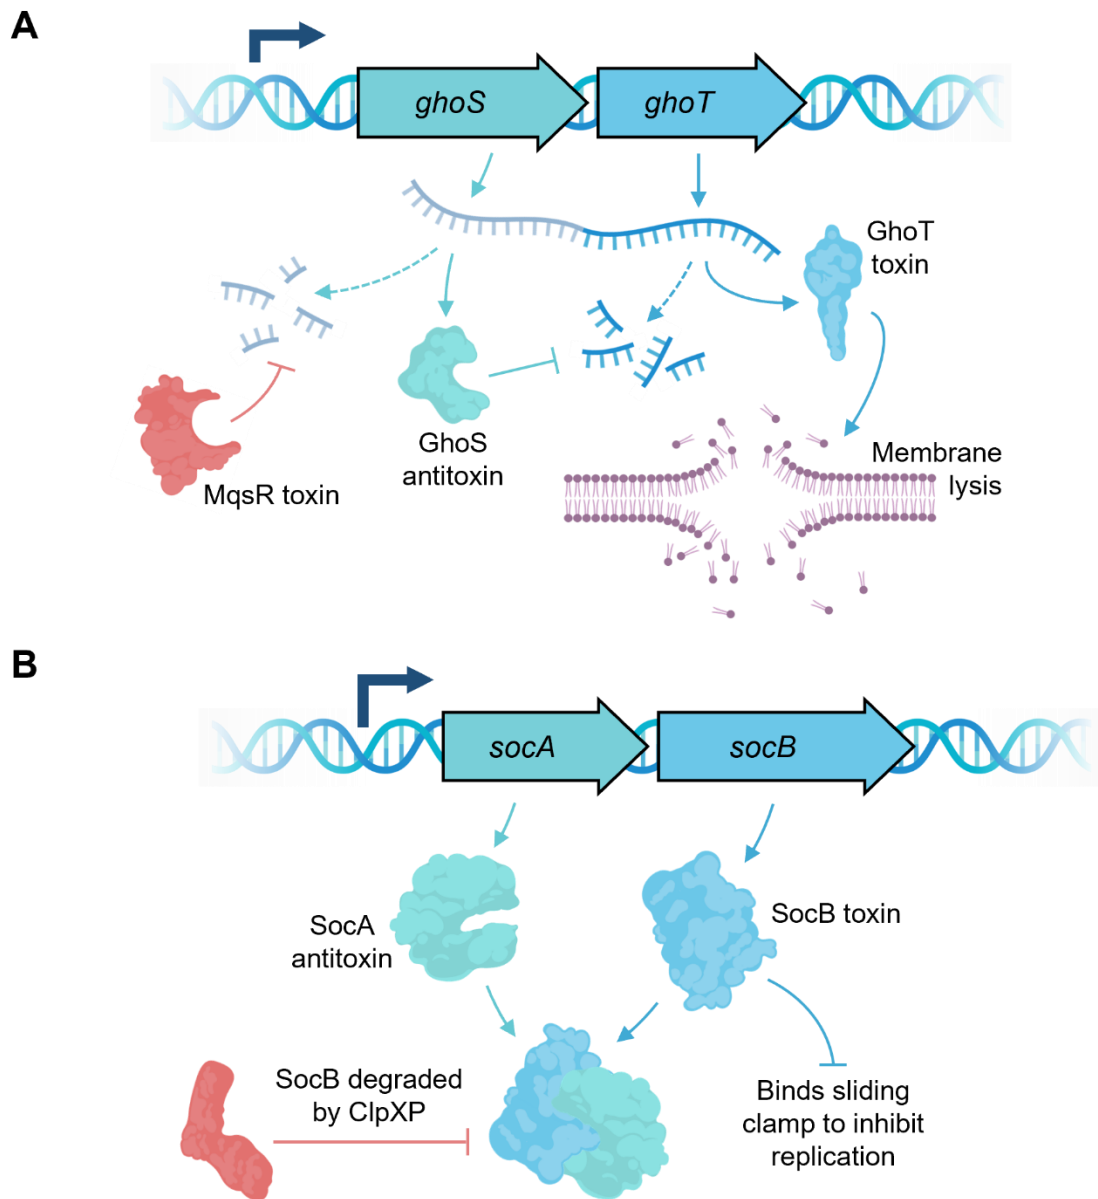 A
ghoS
ghoT
GhoT
toxin
GhoS
antitoxin
MqsR toxin
Membrane
lysis
B
socA
socB
SocA
antitoxin
SocB toxin
SocB degraded
by ClpXP
Binds sliding
clamp to inhibit
replication